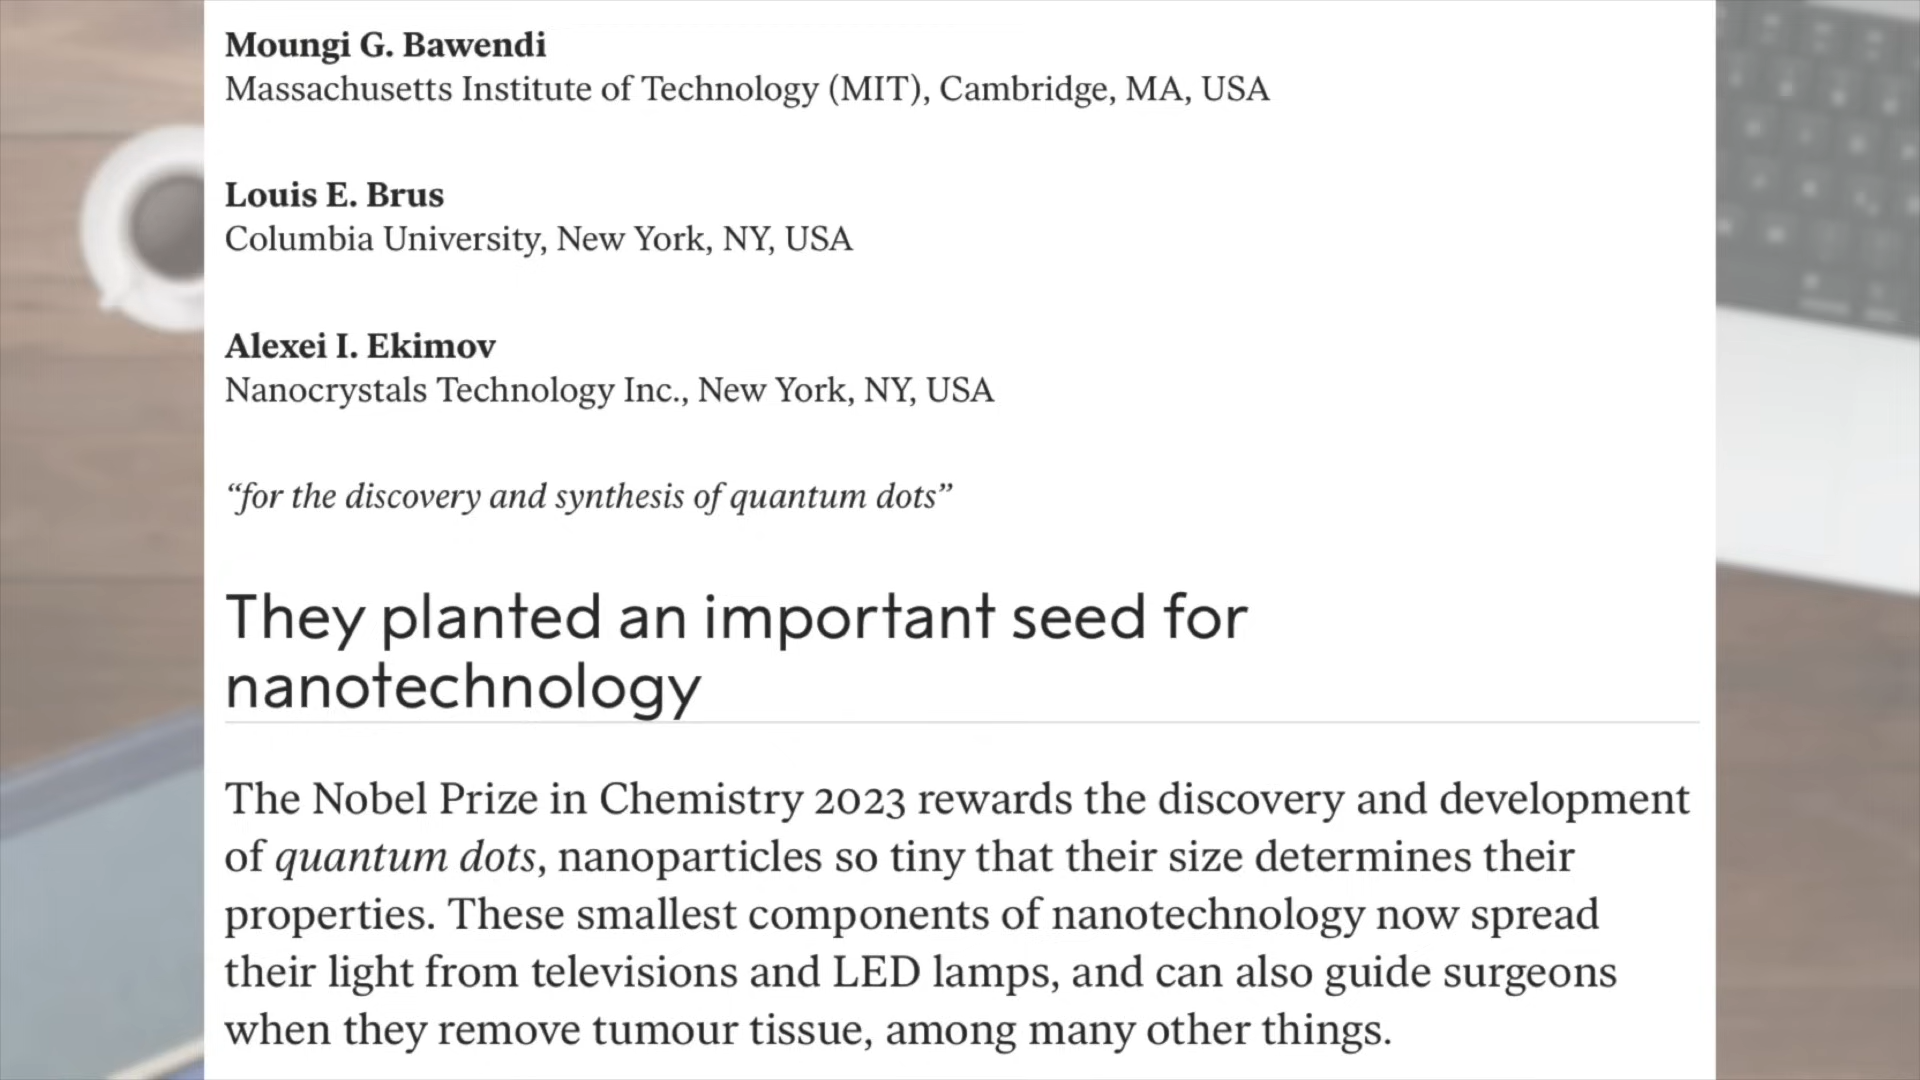 Moungi G. Bawendi
Massachusetts Institute of Technology (MIT), Cambridge, MA, USA
Louis E. Brus
Columbia University, New York, NY, USA
Alexei I. Ekimov
Nanocrystals Technology Inc., New York, NY, USA
“for the discovery and synthesis of quantum dots”
They planted an important seed for
nanotechnology
The Nobel Prize in Chemistry 2023 rewards the discovery and development
of quantum dots, nanoparticles so tiny that their size determines their
properties. These smallest components of nanotechnology now spread
their light from televisions and LED lamps, and can also guide surgeons
when they remove tumour tissue, among many other things.